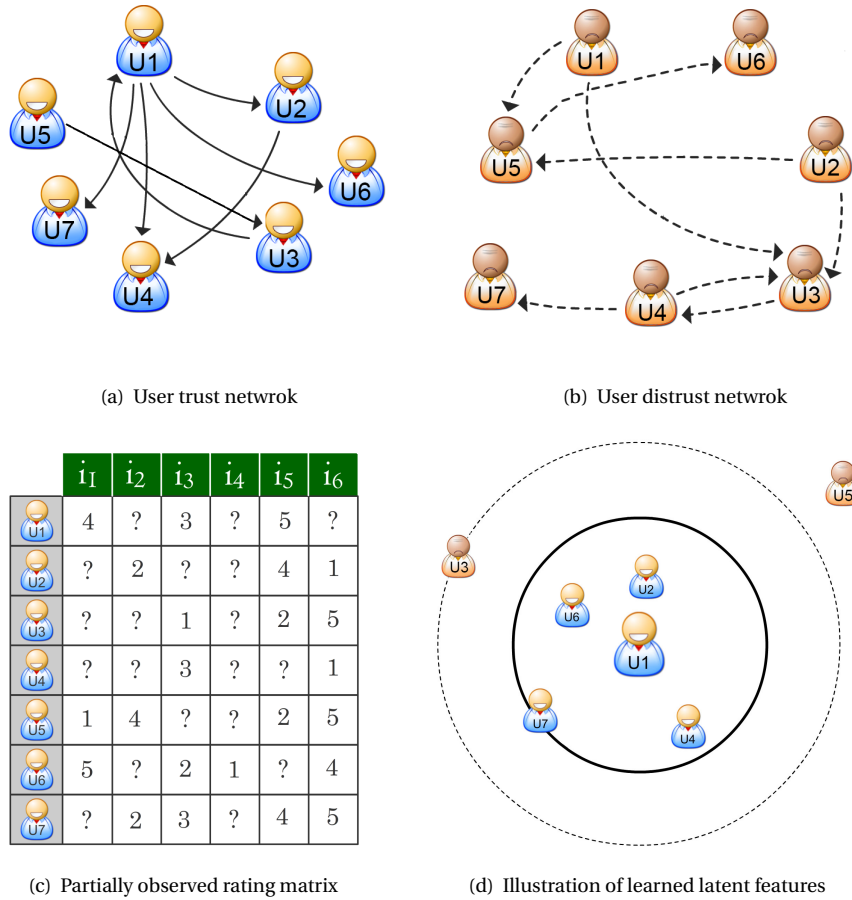 U1
U2
U5
U6
U7
U3
U4
U1
U6
U5
U2
U7
U4
U3
(a) User trust netwrok
(b) User distrust netwrok
i1 i2 i3 i4 i5 i6
U1 4 ? 3 ? 5 ?
U2 ? 2 ? ? 4 1
U3 ? ? 1 ? 2 5
U4 ? ? 3 ? ? 1
U5 1 4 ? ? 2 5
U6 5 ? 2 1 ? 4
U7 ? 2 3 ? 4 5
U5
U3
U2
U6
U1
U7
U4
(c) Partially observed rating matrix
(d) Illustration of learned latent features